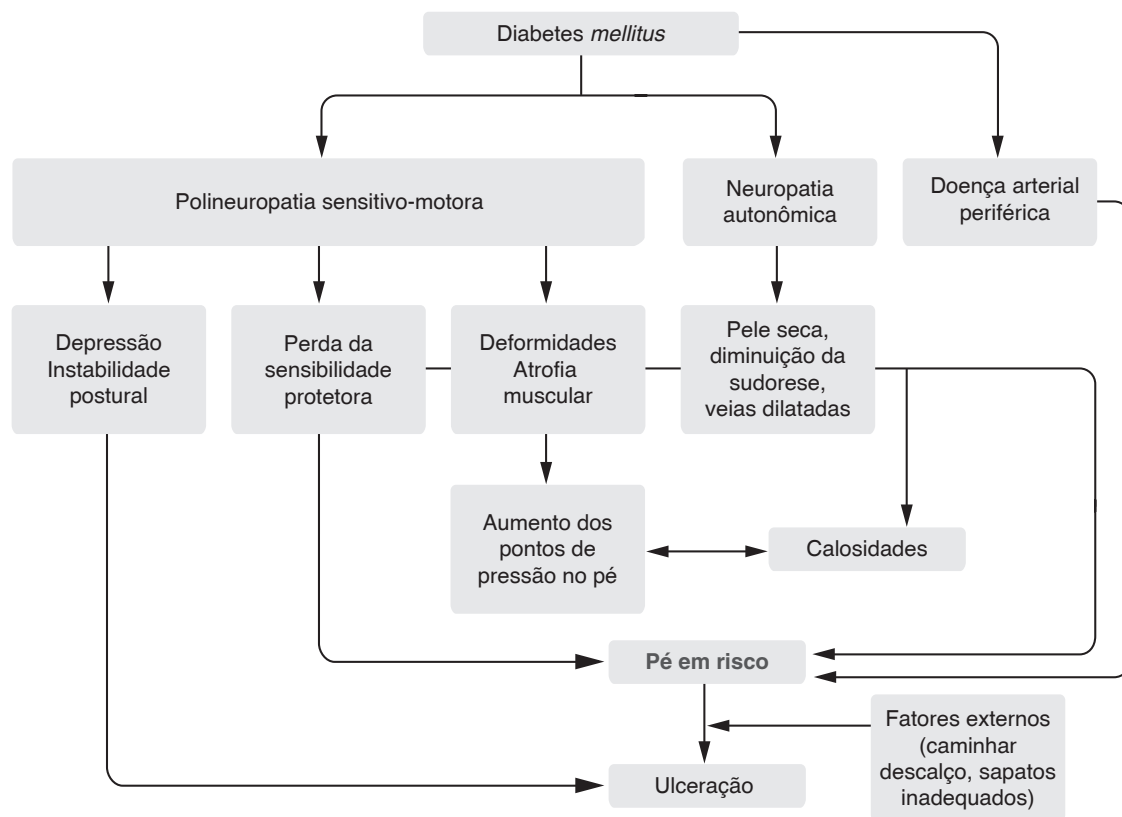 Diabetes mellitus
Polineuropatia sensitivo-motora
Neuropatia
autonômica
Doença arterial
periférica
Depressão
Instabilidade
postural
Perda da
sensibilidade
protetora
Deformidades
Atrofia
muscular
Pele seca,
diminuição da
sudorese,
veias dilatadas
Aumento dos
pontos de
pressão no pé
Calosidades
Pé em risco
Fatores externos
(caminhar
descalço, sapatos
inadequados)
Ulceração